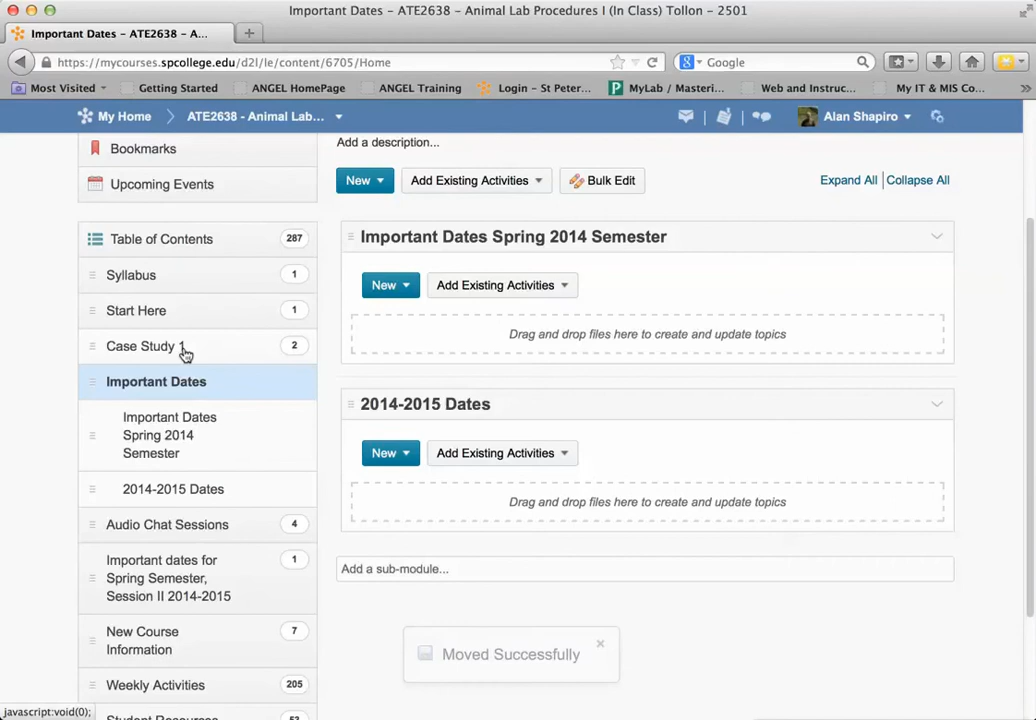 Important Dates – ATE2638 – Animal Lab Procedures I (In Class) Tollon – 2501
Important Dates – ATE2638 – A...
https://mycourses.spcollege.edu/d2l/le/content/6705/Home
Google
Most Visited
Getting Started
ANGEL HomePage
ANGEL Training
Login – St Peter...
MyLab / Masteri...
Web and Instruc...
My IT & MIS Co...
My Home
ATE2638 - Animal Lab...
Alan Shapiro
Bookmarks
Upcoming Events
Table of Contents 287
Syllabus 1
Start Here 1
Case Study 1 2
Important Dates
Important Dates
Spring 2014
Semester
2014-2015 Dates
Audio Chat Sessions 4
Important dates for 1
Spring Semester,
Session II 2014-2015
New Course 7
Information
Weekly Activities 205
Student Resources 53
Add a description...
New
Add Existing Activities
Bulk Edit
Expand All
Collapse All
Important Dates Spring 2014 Semester
New
Add Existing Activities
Drag and drop files here to create and update topics
2014-2015 Dates
New
Add Existing Activities
Drag and drop files here to create and update topics
Add a sub-module...
Moved Successfully
javascript:void(0);